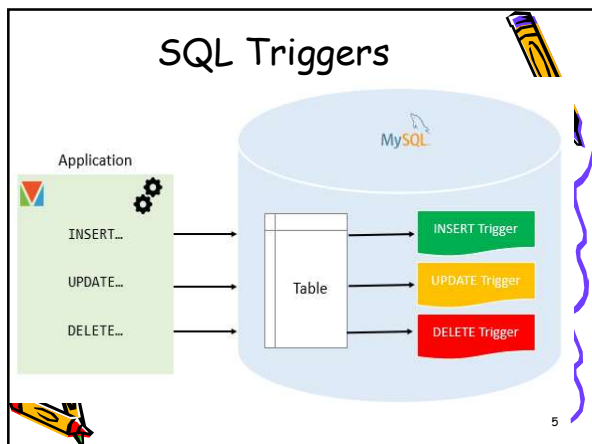 SQL Triggers
MySQL
Application
INSERT…
UPDATE…
DELETE…
Table
INSERT Trigger
UPDATE Trigger
DELETE Trigger
5